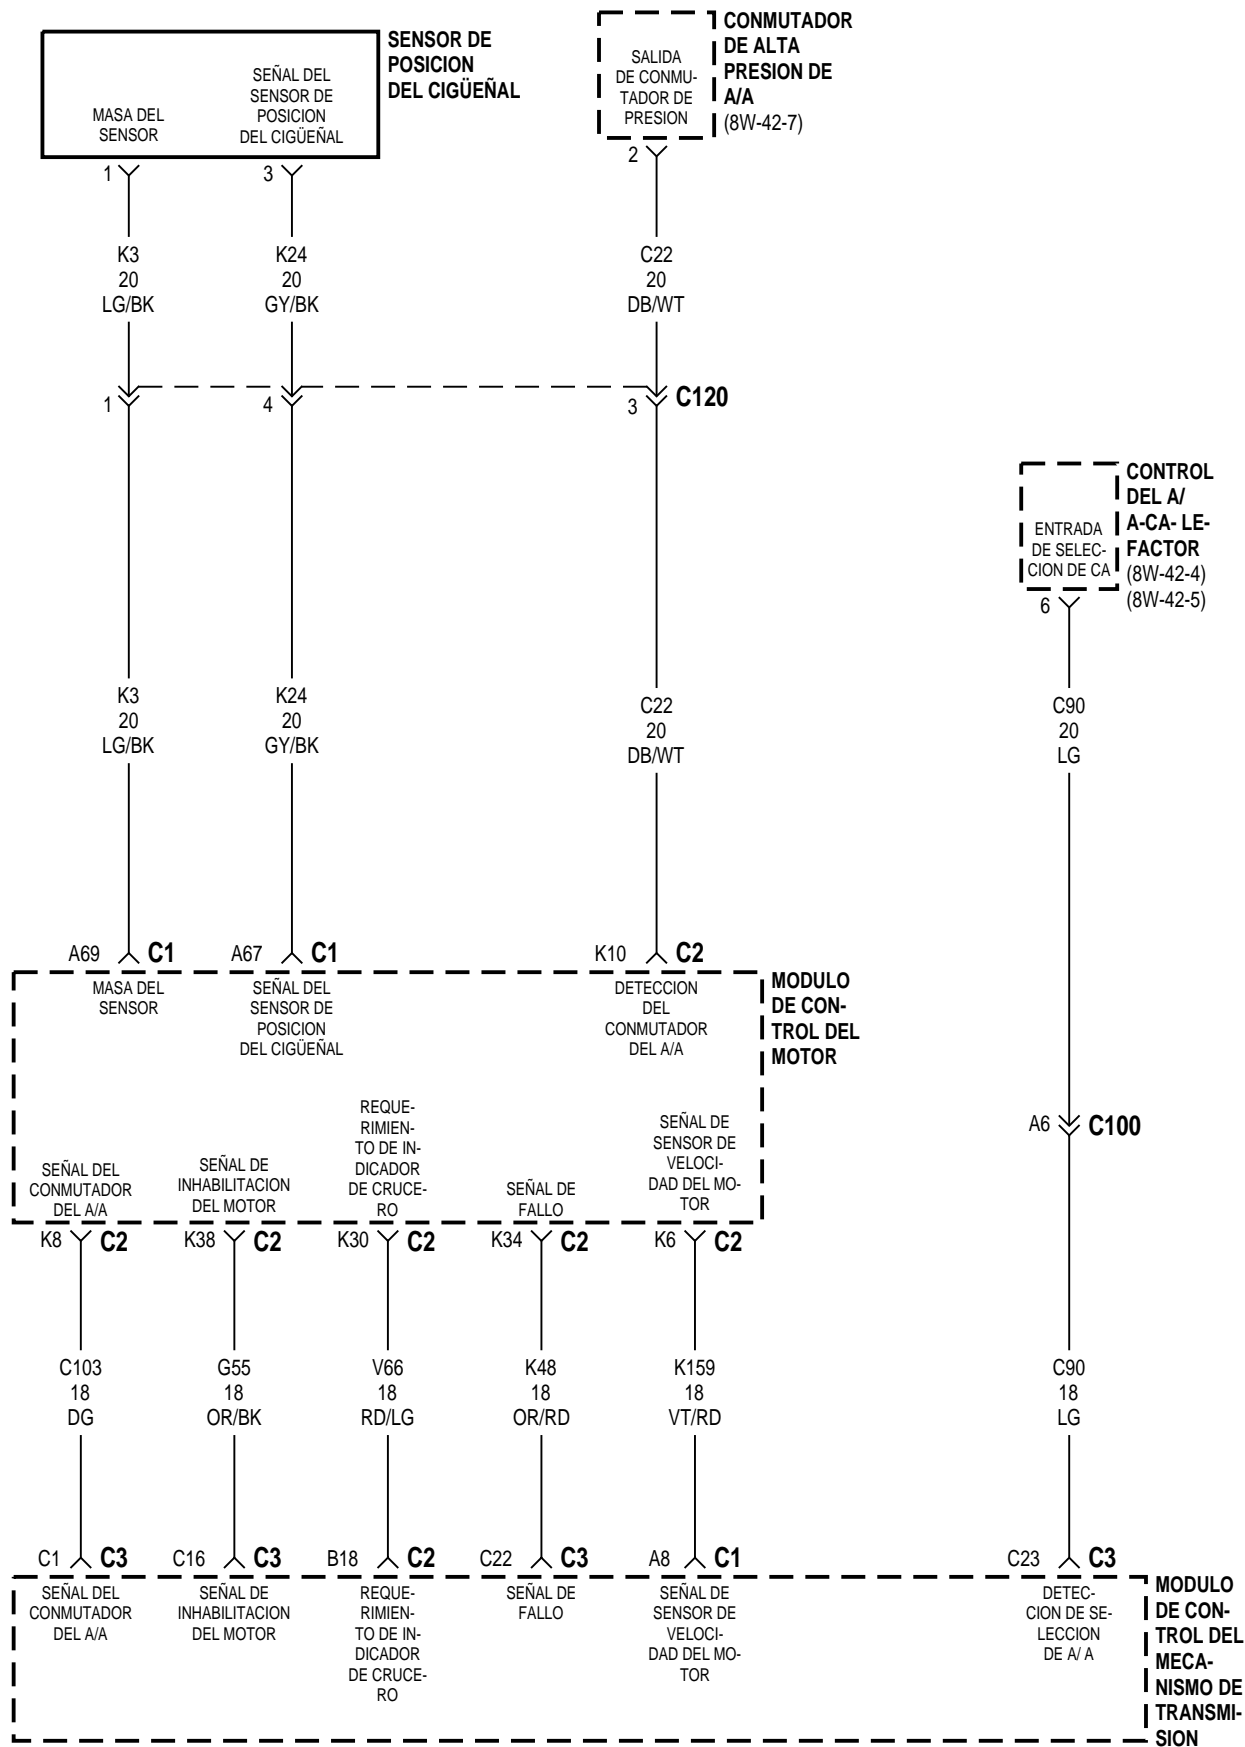 SENSOR DE
POSICION
DEL CIGÜEÑAL
MASA DEL
SENSOR
SEÑAL DEL
SENSOR DE
POSICION
DEL CIGÜEÑAL
CONMUTADOR
DE ALTA
PRESION DE
A/A
(8W-42-7)
SALIDA
DE CONMU-
TADOR DE
PRESION
1
3
2
K3
20
LG/BK
K24
20
GY/BK
C22
20
DB/WT
1
4
3
C120
CONTROL
DEL A/
A-CA- LE-
FACTOR
(8W-42-4)
(8W-42-5)
ENTRADA
DE SELEC-
CION DE CA
6
K3
20
LG/BK
K24
20
GY/BK
C22
20
DB/WT
C90
20
LG
A69 C1
A67 C1
K10 C2
MASA DEL
SENSOR
SEÑAL DEL
SENSOR DE
POSICION
DEL CIGÜEÑAL
DETECCION
DEL
CONMUTADOR
DEL A/A
MODULO
DE CON-
TROL DEL
MOTOR
A6 C100
SEÑAL DEL
CONMUTADOR
DEL A/A
SEÑAL DE
INHABILITACION
DEL MOTOR
REQUE-
RIMIEN-
TO DE IN-
DICADOR
DE CRUCE-
RO
SEÑAL DE
FALLO
SEÑAL DE
SENSOR DE
VELOCI-
DAD DEL MO-
TOR
K8 C2
K38 C2
K30 C2
K34 C2
K6 C2
C103
18
DG
G55
18
OR/BK
V66
18
RD/LG
K48
18
OR/RD
K159
18
VT/RD
C90
18
LG
C1 C3
C16 C3
B18 C2
C22 C3
A8 C1
C23 C3
SEÑAL DEL
CONMUTADOR
DEL A/A
SEÑAL DE
INHABILITACION
DEL MOTOR
REQUE-
RIMIEN-
TO DE IN-
DICADOR
DE CRUCE-
RO
SEÑAL DE
FALLO
SEÑAL DE
SENSOR DE
VELOCI-
DAD DEL MO-
TOR
DETEC-
CION DE SE-
LECCION
DE A/ A
MODULO
DE CON-
TROL DEL
MECA-
NISMO DE
TRANSMI-
SION